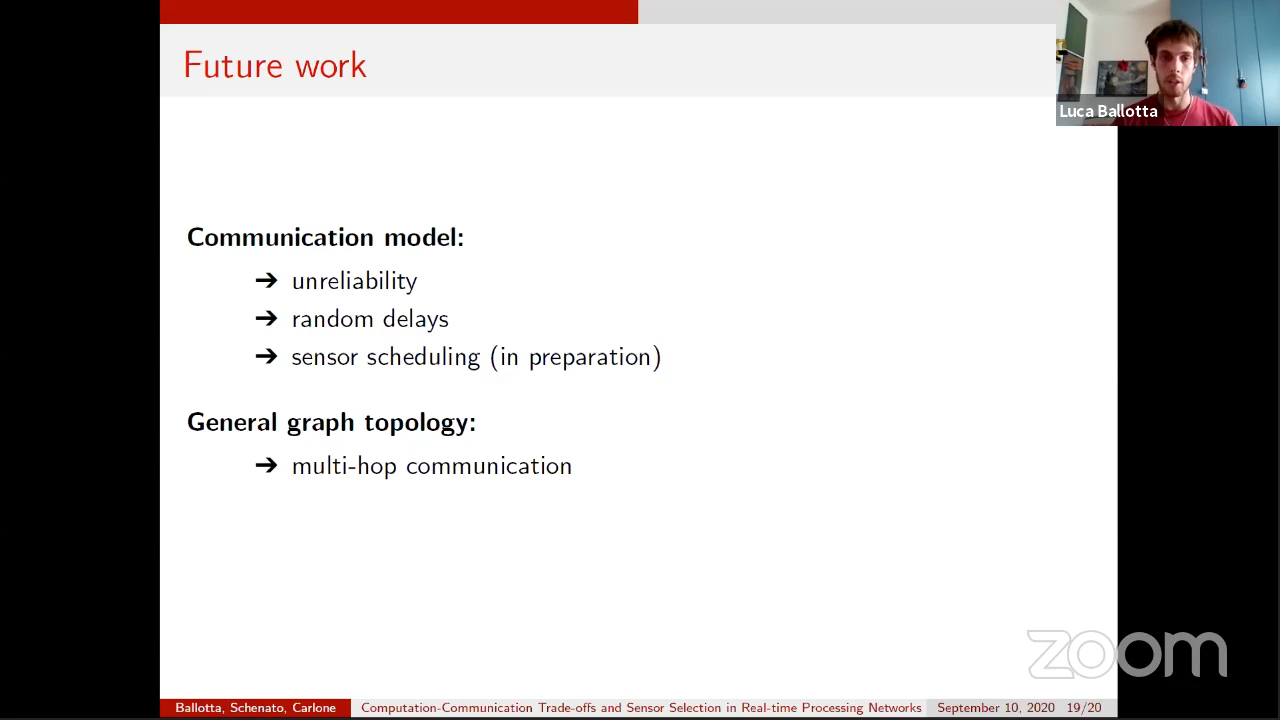 Future work
Luca Ballotta
Communication model:
➔ unreliability
➔ random delays
➔ sensor scheduling (in preparation)
General graph topology:
➔ multi-hop communication
zoom
Ballotta, Schenato, Carlone Computation-Communication Trade-offs and Sensor Selection in Real-time Processing Networks September 10, 2020 19/20